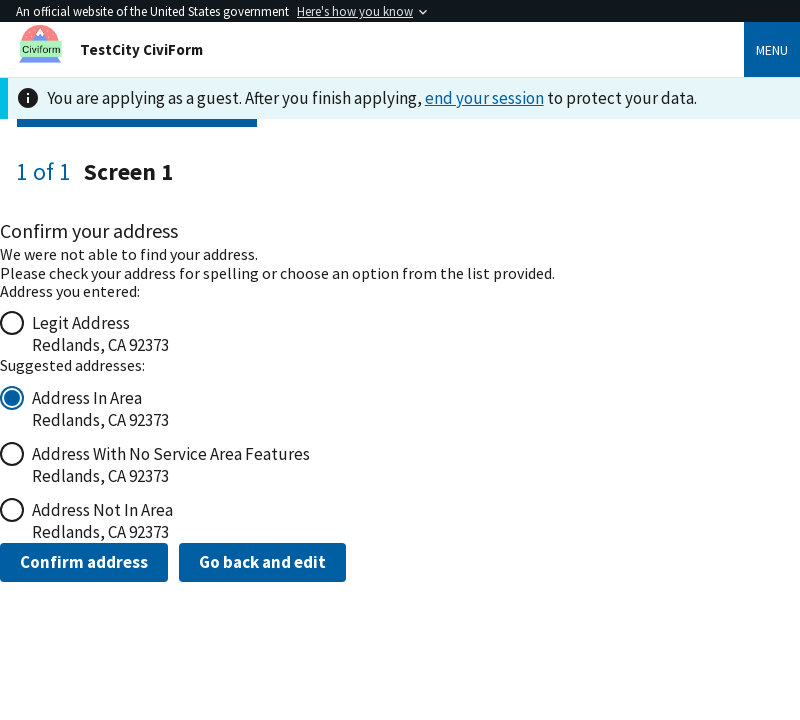 An official website of the United States government Here's how you know
Civiform
TestCity CiviForm
MENU
You are applying as a guest. After you finish applying, end your session to protect your data.
1 of 1 Screen 1
Confirm your address
We were not able to find your address.
Please check your address for spelling or choose an option from the list provided.
Address you entered:
Legit Address
Redlands, CA 92373
Suggested addresses:
Address In Area
Redlands, CA 92373
Address With No Service Area Features
Redlands, CA 92373
Address Not In Area
Redlands, CA 92373
Confirm address Go back and edit